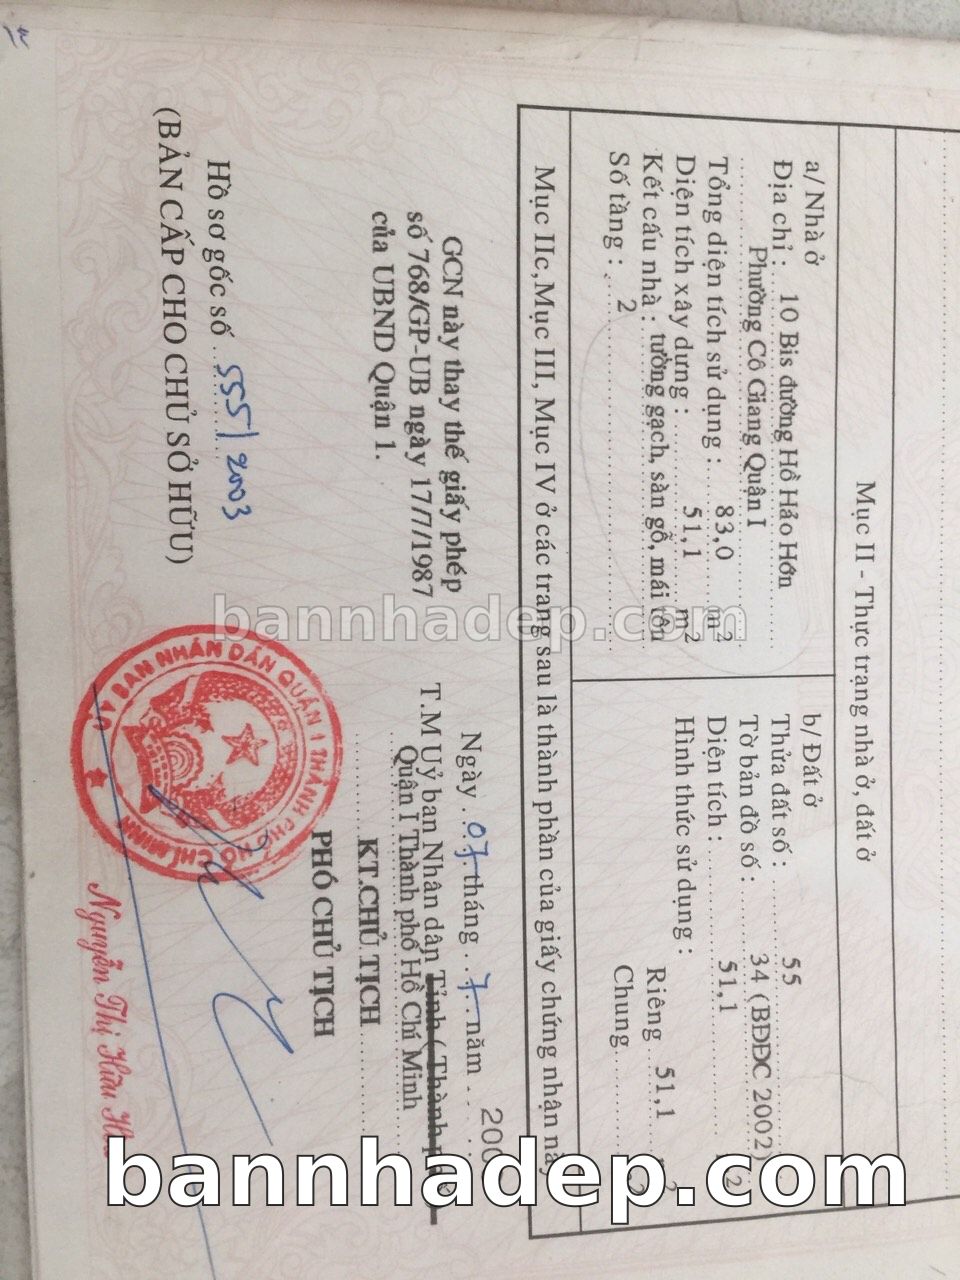 Mục II - Thực trạng nhà ở, đất ở
a/ Nhà ở
Địa chỉ : 10 Bis đường Hồ Hảo Hớn
Phường Cô Giang Quận I
Tổng diện tích sử dụng : 83,0 m²
Diện tích xây dựng : 51,1 m²
Kết cấu nhà : tường gạch, sàn gỗ, mái tôn
Số tầng : 2
b/ Đất ở
Thửa đất số : 55
Tờ bản đồ số : 34 (BĐĐC 2002)
Diện tích : 51,1
Hình thức sử dụng :
Riêng 51,1
Chung
Mục IIc, Mục III, Mục IV ở các trang sau là thành phần của giấy chứng nhận này
GCN này thay thế giấy phép
số 768/GP-UB ngày 17/7/1987
của UBND Quận 1.
Hồ sơ gốc số 555/2003
(BẢN CẤP CHO CHỦ SỞ HỮU)
Ngày 07 tháng 7 năm 200
T.M Uỷ ban Nhân dân Tỉnh ( Thành
Quận I Thành phố Hồ Chí Minh
KT.CHỦ TỊCH
PHÓ CHỦ TỊCH
ỦY BAN NHÂN DÂN QUẬN I THÀNH PHỐ HỒ CHÍ MINH
Nguyễn Thị Hữu
bannhadep.com
bannhadep.com